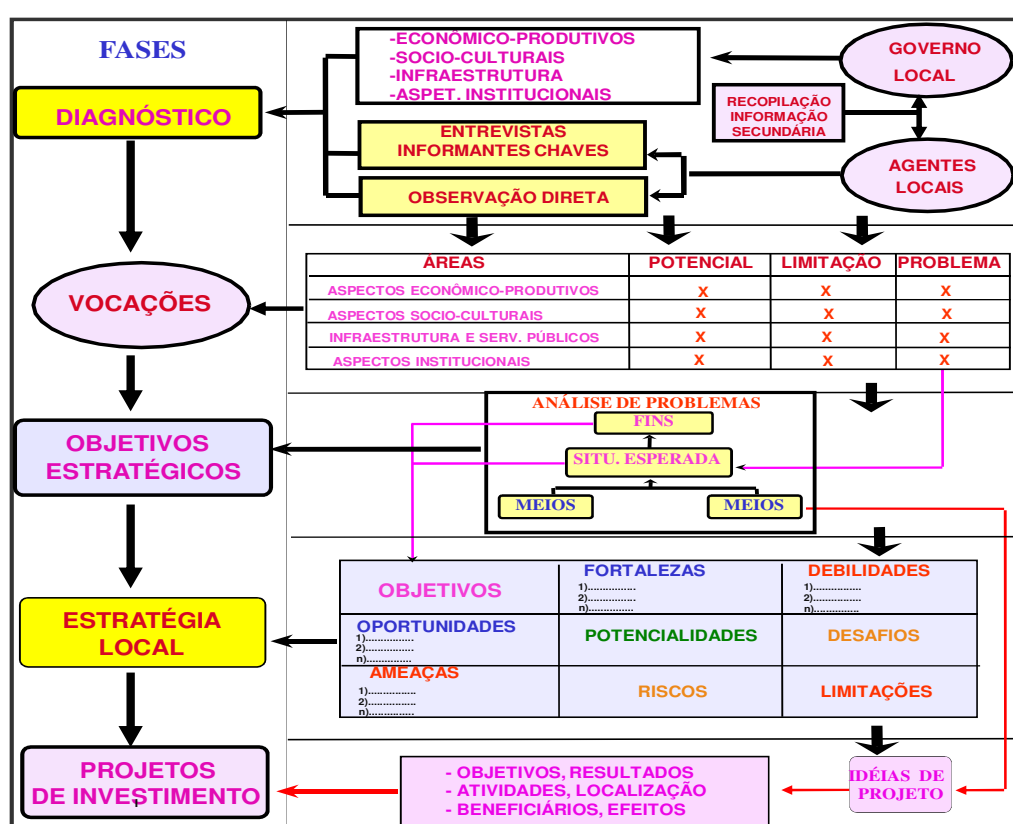 FASES
DIAGNÓSTICO
VOCAÇÕES
OBJETIVOS
ESTRATÉGICOS
ESTRATÉGIA
LOCAL
PROJETOS
DE INVESTIMENTO
-ECONÔMICO-PRODUTIVOS
-SOCIO-CULTURAIS
-INFRAESTRUTURA
-ASPET. INSTITUCIONAIS
GOVERNO
LOCAL
RECOPILAÇÃO
INFORMAÇÃO
SECUNDÁRIA
ENTREVISTAS
INFORMANTES CHAVES
OBSERVAÇÃO DIRETA
AGENTES
LOCAIS
ÁREAS POTENCIAL LIMITAÇÃO PROBLEMA
ASPECTOS ECONÔMICO-PRODUTIVOS X X X
ASPECTOS SOCIO-CULTURAIS X X X
INFRAESTRUTURA E SERV. PÚBLICOS X X X
ASPECTOS INSTITUCIONAIS X X X
ANÁLISE DE PROBLEMAS
FINS
SITU. ESPERADA
MEIOS MEIOS
OBJETIVOS
FORTALEZAS
1)................
2)................
n)...............
DEBILIDADES
1)................
2)................
n)...............
OPORTUNIDADES
1)................
2)................
n)...............
POTENCIALIDADES
DESAFIOS
AMEAÇAS
1)................
2)................
n)...............
RISCOS
LIMITAÇÕES
- OBJETIVOS, RESULTADOS
- ATIVIDADES, LOCALIZAÇÃO
- BENEFICIÁRIOS, EFEITOS
IDÉIAS DE
PROJETO